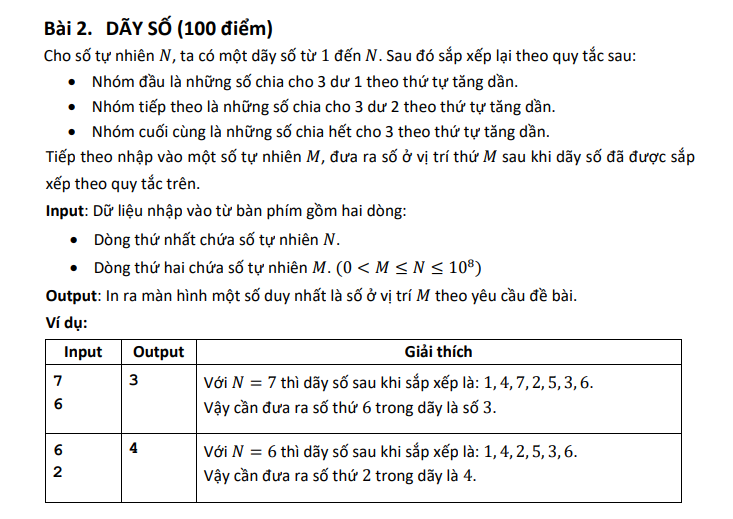 Bài 2. DÃY SỐ (100 điểm)
Cho số tự nhiên N, ta có một dãy số từ 1 đến N. Sau đó sắp xếp lại theo quy tắc sau:
• Nhóm đầu là những số chia cho 3 dư 1 theo thứ tự tăng dần.
• Nhóm tiếp theo là những số chia cho 3 dư 2 theo thứ tự tăng dần.
• Nhóm cuối cùng là những số chia hết cho 3 theo thứ tự tăng dần.
Tiếp theo nhập vào một số tự nhiên M, đưa ra số ở vị trí thứ M sau khi dãy số đã được sắp
xếp theo quy tắc trên.
Input: Dữ liệu nhập vào từ bàn phím gồm hai dòng:
• Dòng thứ nhất chứa số tự nhiên N.
• Dòng thứ hai chứa số tự nhiên M. (0 < M ≤ N ≤ 10⁸)
Output: In ra màn hình một số duy nhất là số ở vị trí M theo yêu cầu đề bài.
Ví dụ:
Input Output Giải thích
7 3 Với N = 7 thì dãy số sau khi sắp xếp là: 1, 4, 7, 2, 5, 3, 6.
6 Vậy cần đưa ra số thứ 6 trong dãy là số 3.
6 4 Với N = 6 thì dãy số sau khi sắp xếp là: 1, 4, 2, 5, 3, 6.
2 Vậy cần đưa ra số thứ 2 trong dãy là 4.